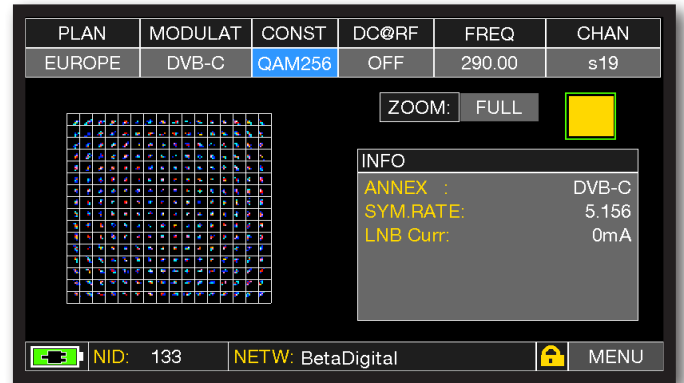 PLAN MODULAT CONST DC@RF FREQ CHAN
EUROPE DVB-C QAM256 OFF 290.00 s19
ZOOM: FULL
INFO
ANNEX : DVB-C
SYM.RATE: 5.156
LNB Curr: 0mA
NID: 133 NETW: BetaDigital MENU